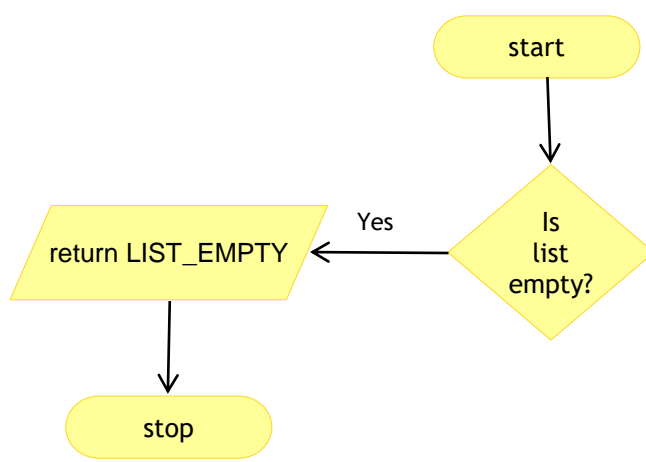 start
Is
list
empty?
Yes
return LIST_EMPTY
stop